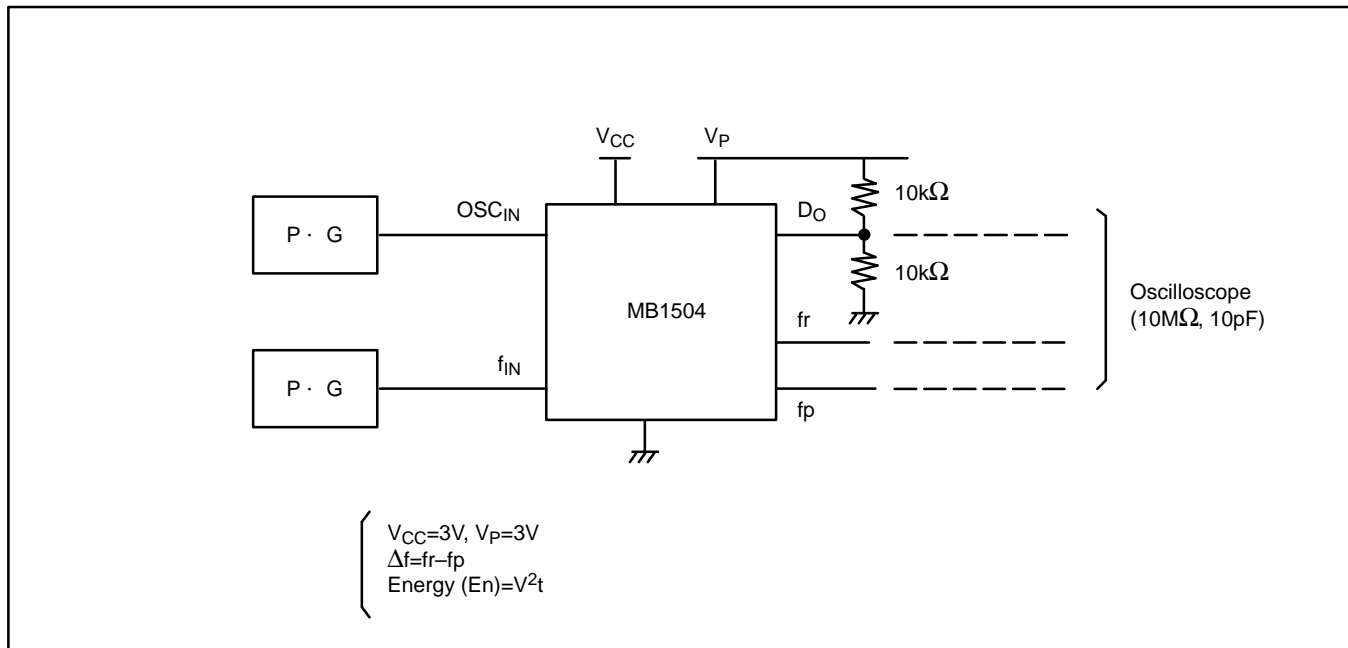 V_CC V_P
10kΩ
OSC_IN D_O
P · G
10kΩ
Oscilloscope
(10MΩ, 10pF)
MB1504
fr
f_IN
P · G
fp
V_CC=3V, V_P=3V
Δf=fr–fp
Energy (En)=V²t